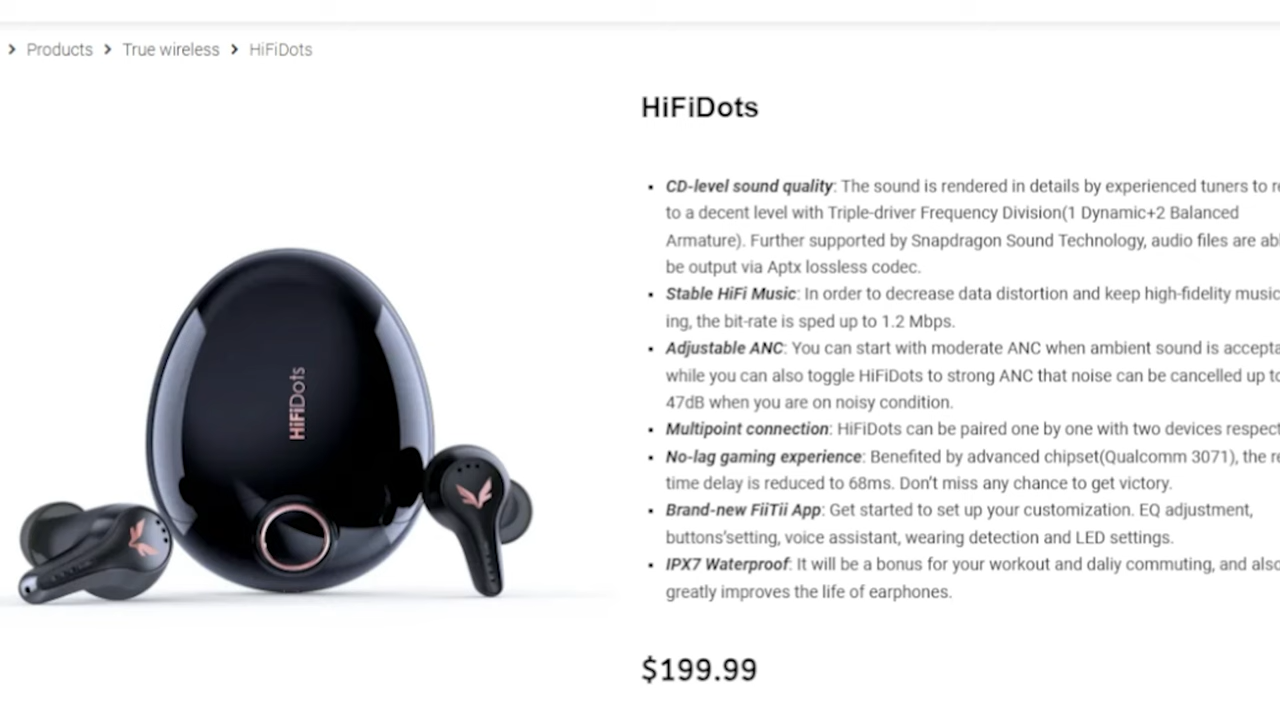 Products > True wireless > HiFiDots
HiFiDots
CD-level sound quality: The sound is rendered in details by experienced tuners to
to a decent level with Triple-driver Frequency Division(1 Dynamic+2 Balanced
Armature). Further supported by Snapdragon Sound Technology, audio files are
be output via Aptx lossless codec.
Stable HiFi Music: In order to decrease data distortion and keep high-fidelity music
ing, the bit-rate is sped up to 1.2 Mbps.
Adjustable ANC: You can start with moderate ANC when ambient sound is
while you can also toggle HiFiDots to strong ANC that noise can be cancelled up
47dB when you are on noisy condition.
Multipoint connection: HiFiDots can be paired one by one with two devices
No-lag gaming experience: Benefited by advanced chipset(Qualcomm 3071), the
time delay is reduced to 68ms. Don't miss any chance to get victory.
Brand-new FiiTii App: Get started to set up your customization. EQ adjustment,
buttons'setting, voice assistant, wearing detection and LED settings.
IPX7 Waterproof: It will be a bonus for your workout and daliy commuting, and also
greatly improves the life of earphones.
$199.99
HiFiDots